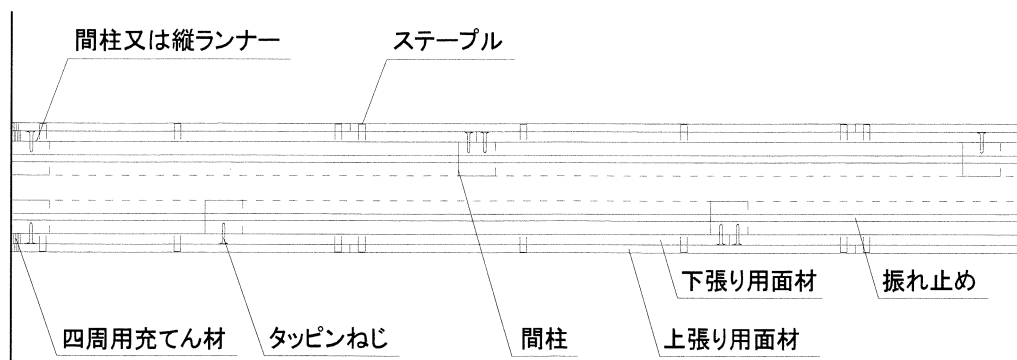 間柱又は縦ランナー
ステープル
下張り用面材
振れ止め
四周用充てん材
タッピンねじ
間柱
上張り用面材